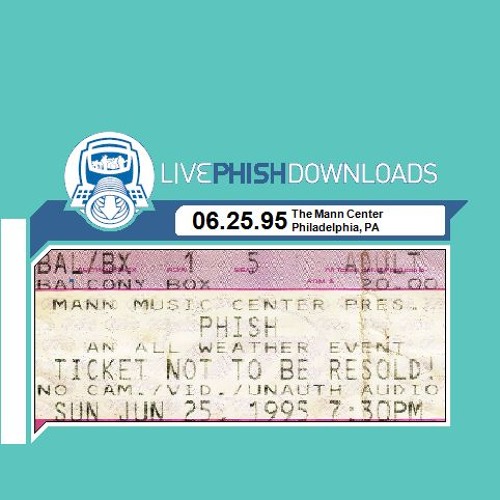 LIVEPHISHDOWNLOADS
06.25.95 The Mann Center
Philadelphia, PA
BAL/BX 1 5 ADULT
BALCONY BOX 20.00
MANN MUSIC CENTER PRES.
PHISH
AN ALL WEATHER EVENT
TICKET NOT TO BE RESOLD!
NO CAM./VID./UNAUTH AUDIO
SUN JUN 25, 1995 7:30PM